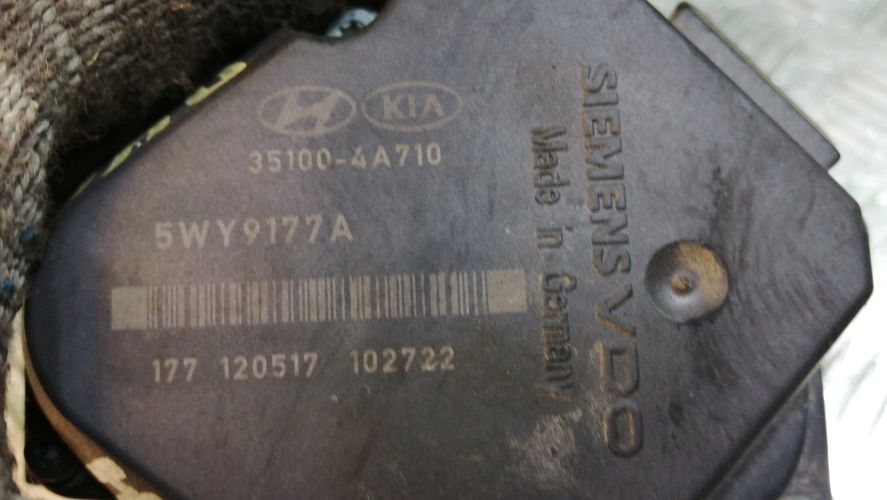 KIA
35100-4A710
5WY9177A
177 120517 102722
Made in Germany
SIEMENS VDO